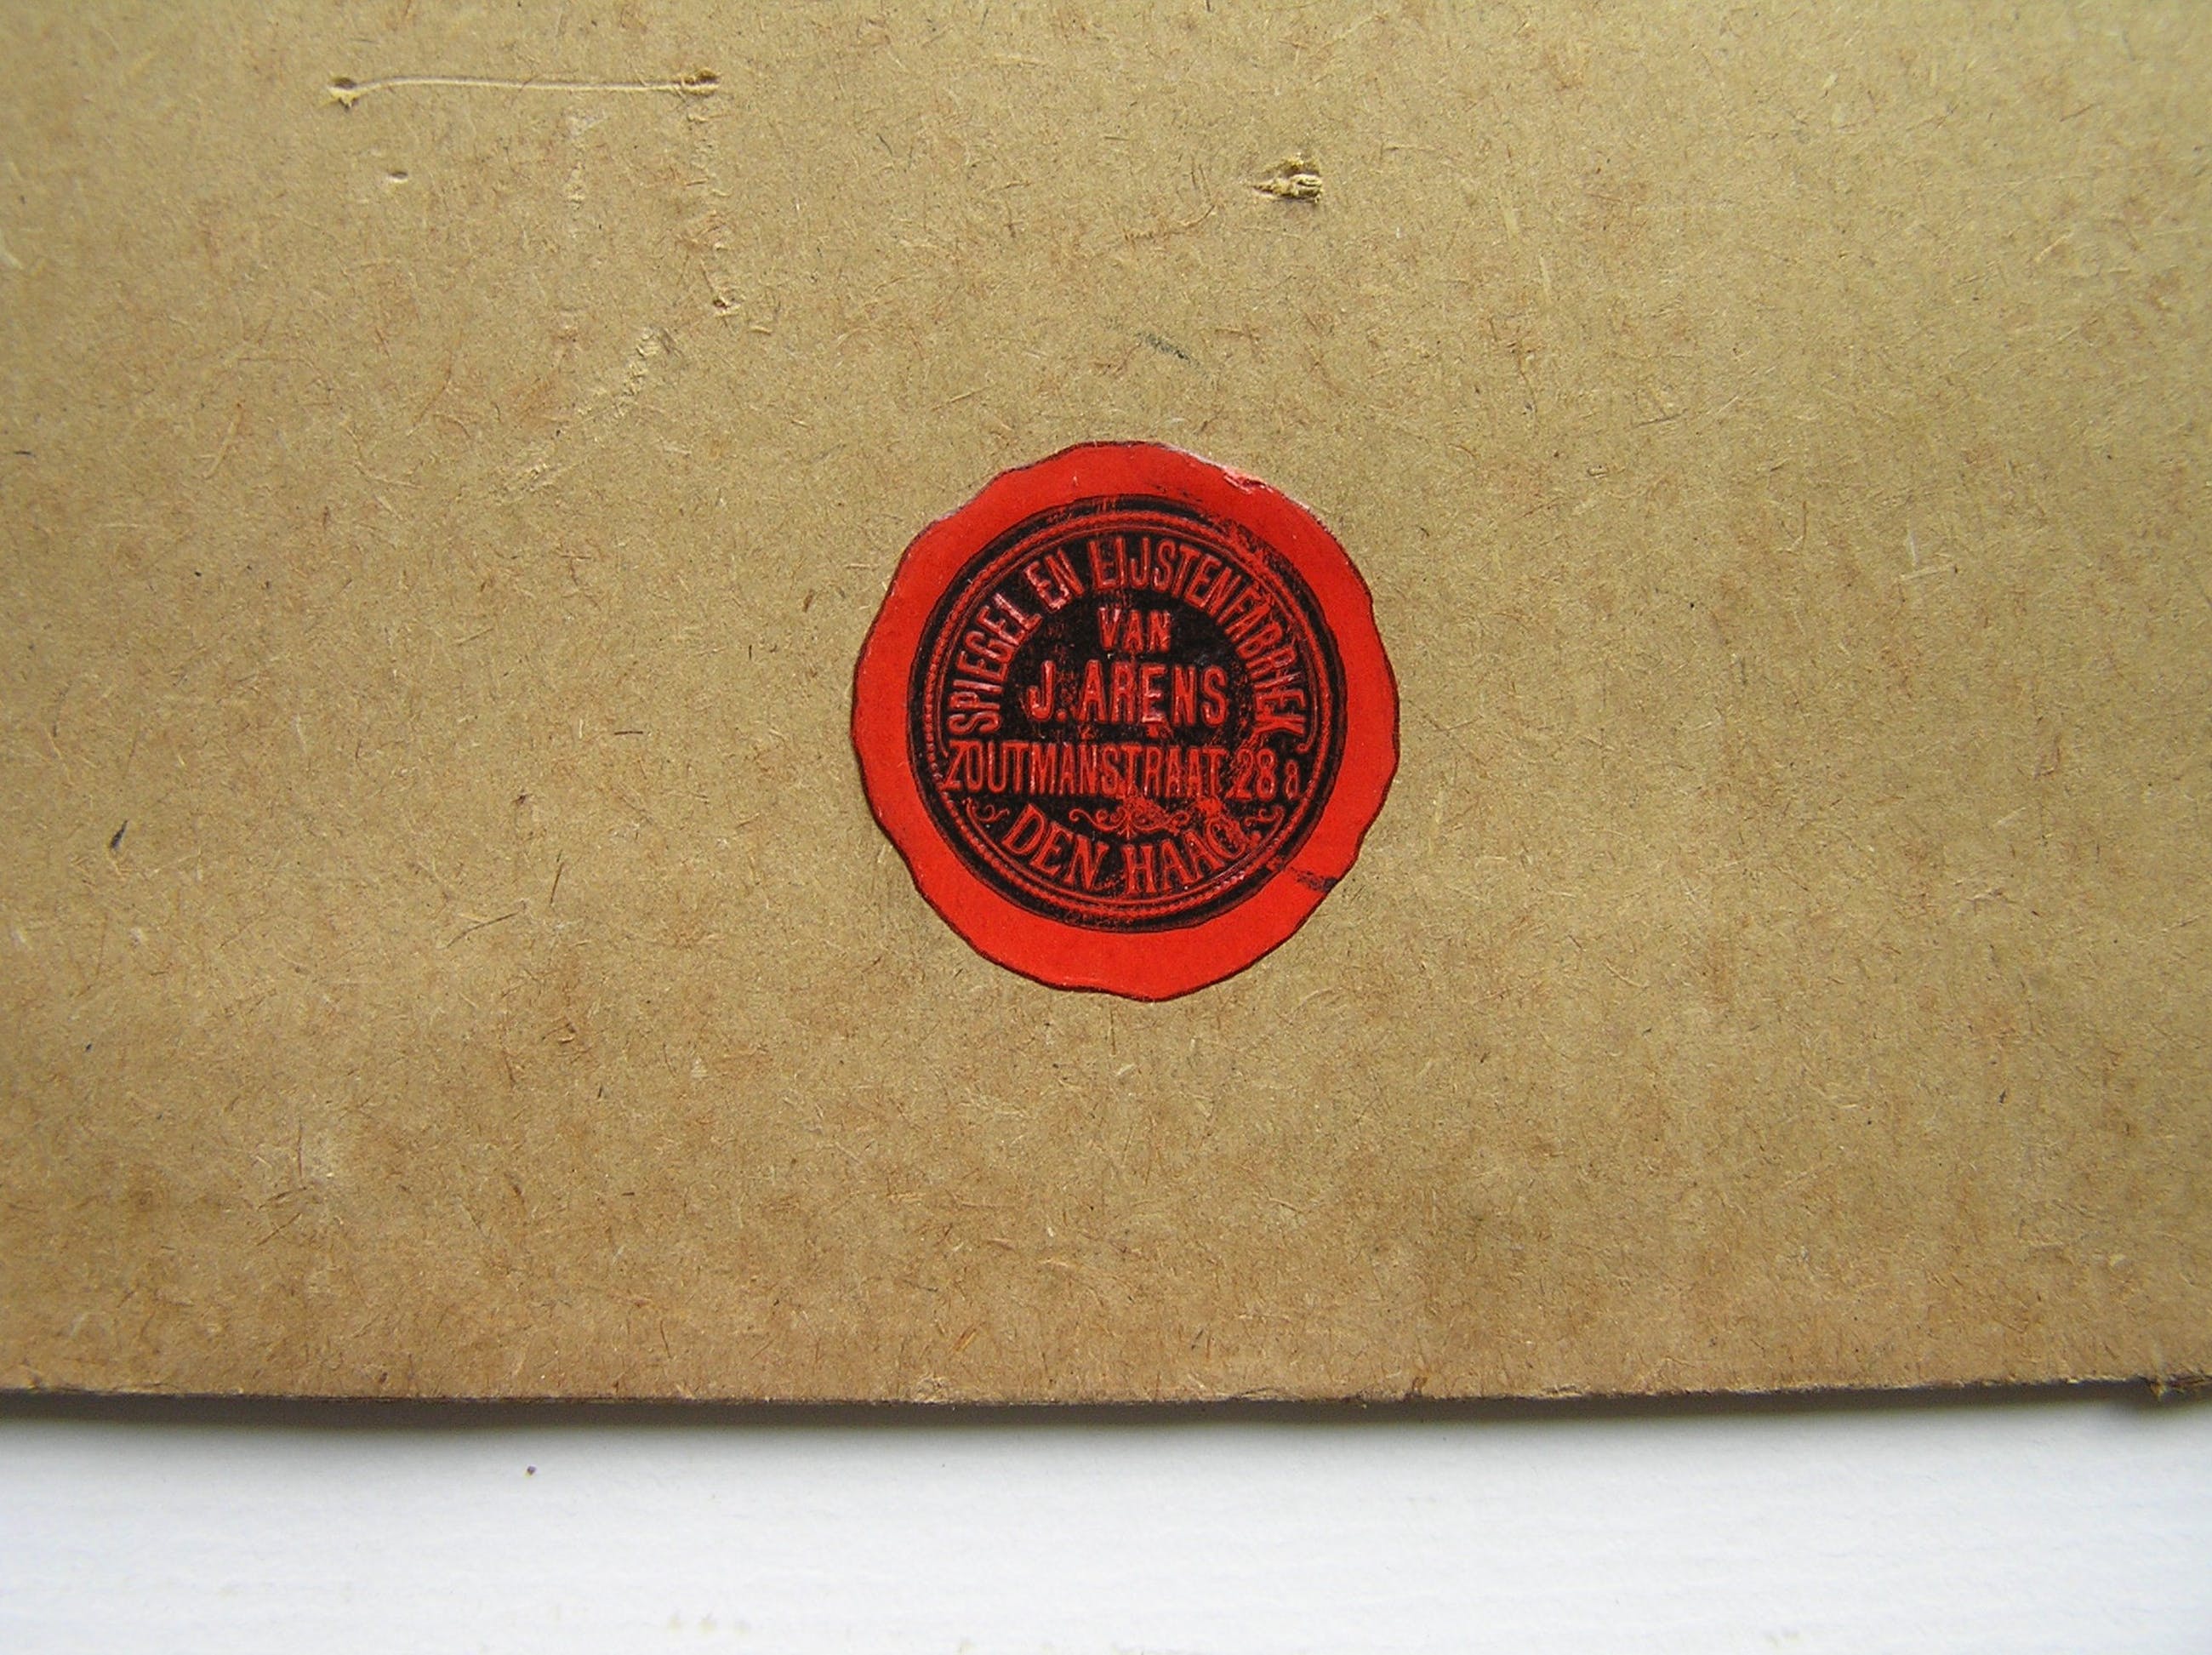 SPIEGEL EN LIJSTENFABRIEK
VAN
J. ARENS
ZOUTMANSTRAAT 28a
DEN HAAG.